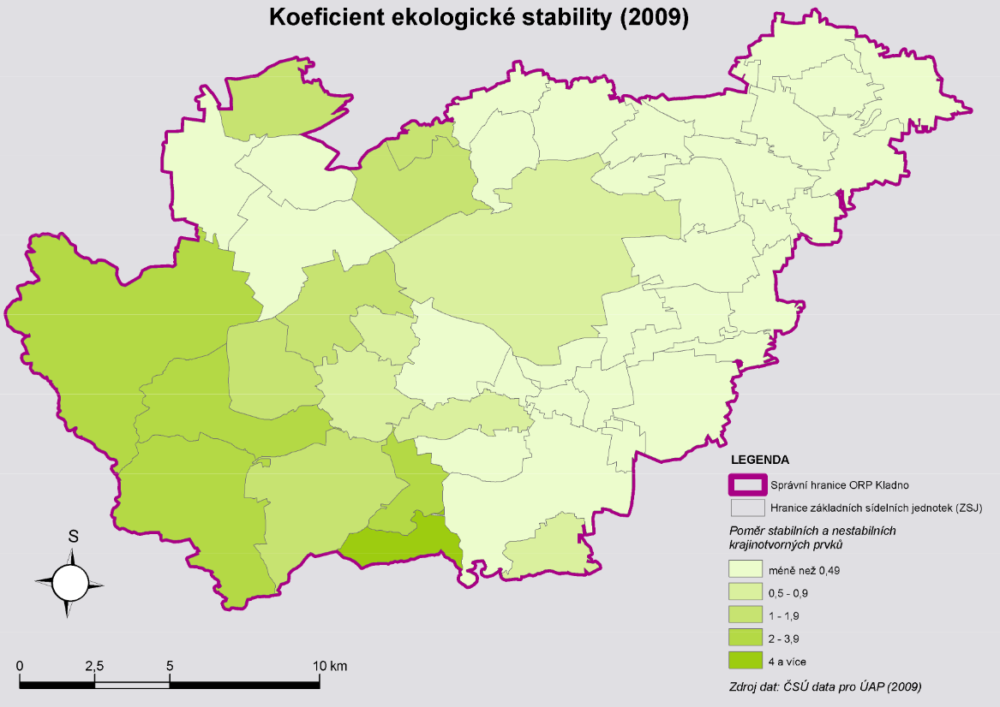 Koeficient ekologické stability (2009)
LEGENDA
Správní hranice ORP Kladno
Hranice základních sídelních jednotek (ZSJ)
Poměr stabilních a nestabilních
krajinotvorných prvků
méně než 0,49
0,5 - 0,9
1 - 1,9
2 - 3,9
4 a více
Zdroj dat: ČSÚ data pro ÚAP (2009)
S
0 2,5 5 10 km